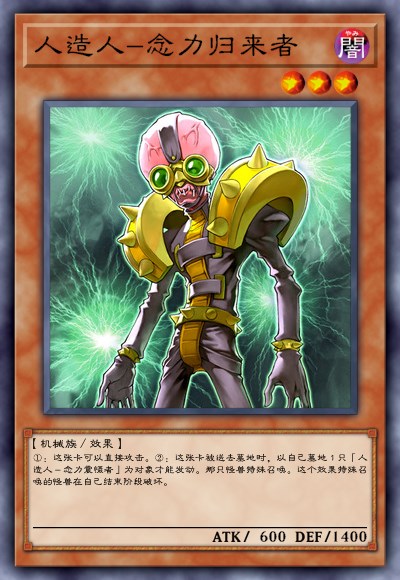 人造人-念力归来者
闇
やみ
【机械族／效果】
①：这张卡可以直接攻击。②：这张卡被送去墓地时，以自己墓地1只「人
造人-念力震慑者」为对象才能发动。那只怪兽特殊召唤。这个效果特殊召
唤的怪兽在自己结束阶段破坏。
ATK/ 600 DEF/1400